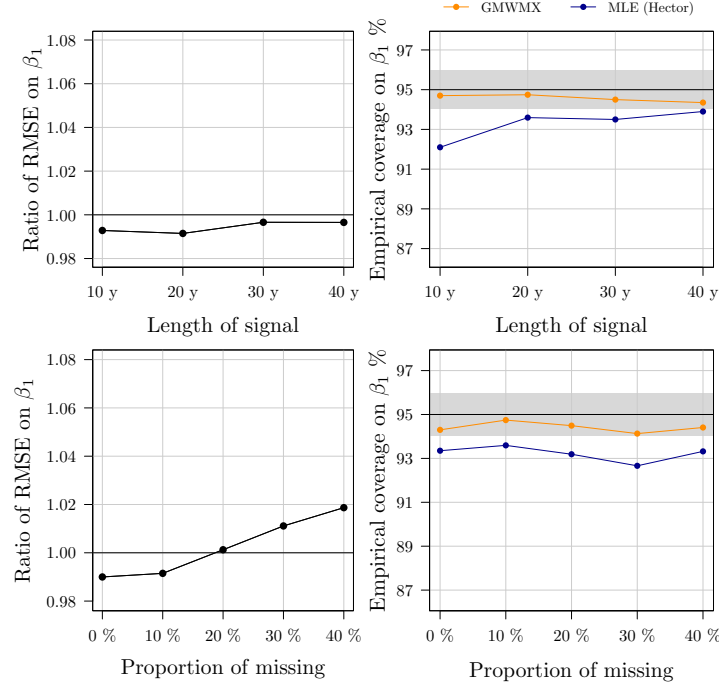 GMWMX MLE (Hector)
Ratio of RMSE on β₁
1.08
1.06
1.04
1.02
1.00
0.98
10 y 20 y 30 y 40 y
Length of signal
Empirical coverage on β₁ %
97
95
93
91
89
87
10 y 20 y 30 y 40 y
Length of signal
Ratio of RMSE on β₁
1.08
1.06
1.04
1.02
1.00
0.98
0 % 10 % 20 % 30 % 40 %
Proportion of missing
Empirical coverage on β₁ %
97
95
93
91
89
87
0 % 10 % 20 % 30 % 40 %
Proportion of missing